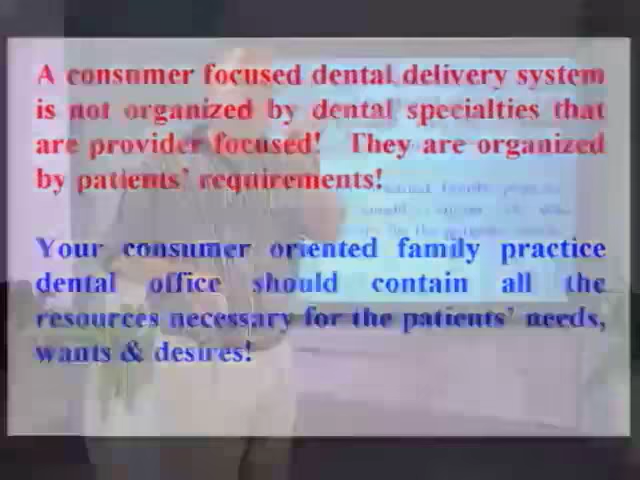 A consumer focused dental delivery system
is not organized by dental specialties that
are provider focused! They are organized
by patients' requirements!
Your consumer oriented family practice
dental office should contain all the
resources necessary for the patients' needs,
wants & desires!